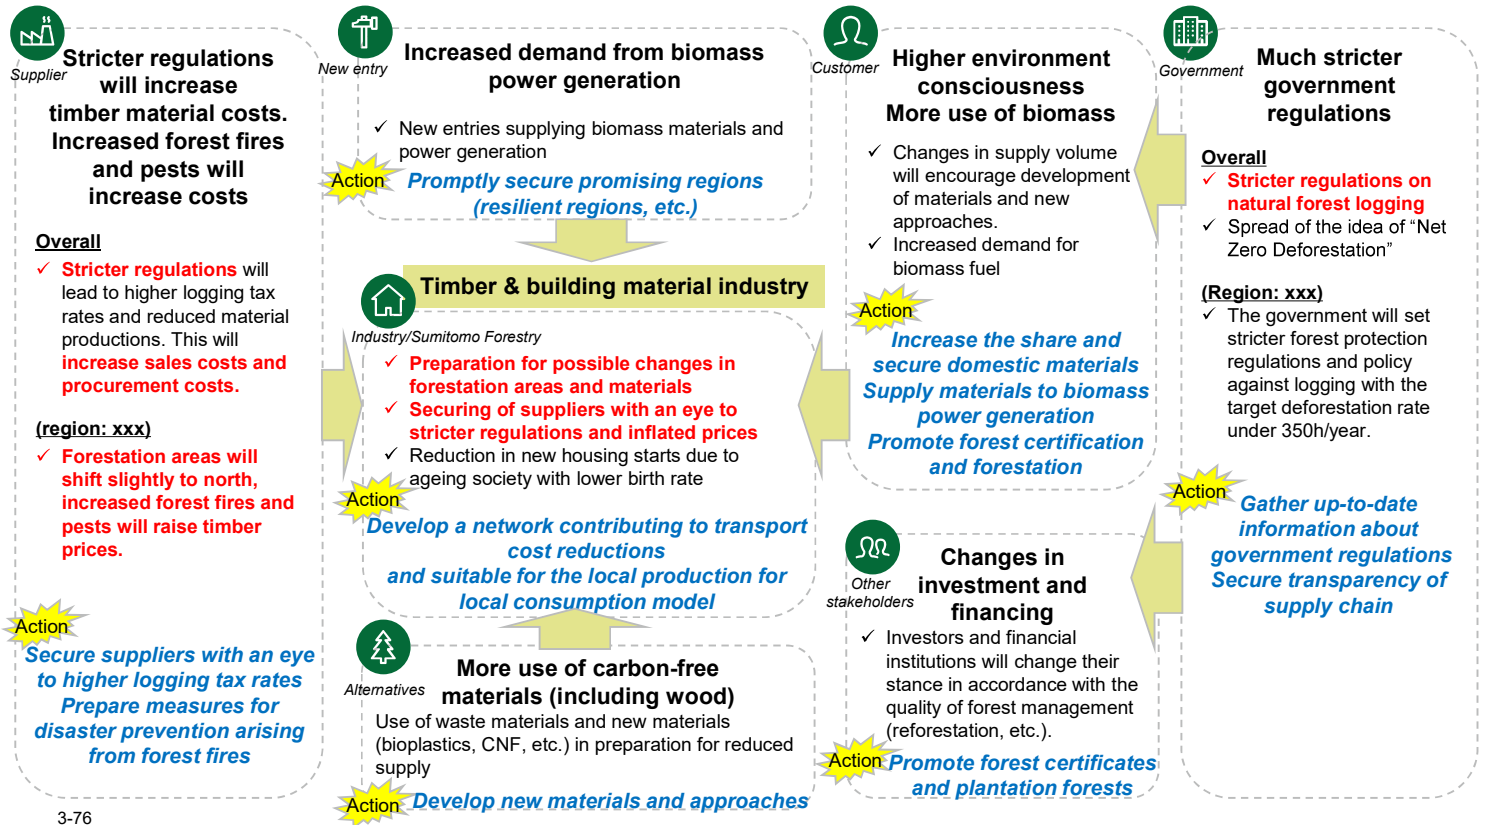 Supplier
Stricter regulations
will increase
timber material costs.
Increased forest fires
and pests will
increase costs
Overall
✓ Stricter regulations will
lead to higher logging tax
rates and reduced material
productions. This will
increase sales costs and
procurement costs.
(region: xxx)
✓ Forestation areas will
shift slightly to north,
increased forest fires and
pests will raise timber
prices.
Action
Secure suppliers with an eye
to higher logging tax rates
Prepare measures for
disaster prevention arising
from forest fires
New entry
Increased demand from biomass
power generation
✓ New entries supplying biomass materials and
power generation
Action
Promptly secure promising regions
(resilient regions, etc.)
Timber & building material industry
Industry/Sumitomo Forestry
✓ Preparation for possible changes in
forestation areas and materials
✓ Securing of suppliers with an eye to
stricter regulations and inflated prices
✓ Reduction in new housing starts due to
ageing society with lower birth rate
Action
Develop a network contributing to transport
cost reductions
and suitable for the local production for
local consumption model
Alternatives
More use of carbon-free
materials (including wood)
Use of waste materials and new materials
(bioplastics, CNF, etc.) in preparation for reduced
supply
Action
Develop new materials and approaches
Customer
Higher environment
consciousness
More use of biomass
✓ Changes in supply volume
will encourage development
of materials and new
approaches.
✓ Increased demand for
biomass fuel
Action
Increase the share and
secure domestic materials
Supply materials to biomass
power generation
Promote forest certification
and forestation
Other
stakeholders
Changes in
investment and
financing
✓ Investors and financial
institutions will change their
stance in accordance with the
quality of forest management
(reforestation, etc.).
Action
Promote forest certificates
and plantation forests
Government
Much stricter
government
regulations
Overall
✓ Stricter regulations on
natural forest logging
✓ Spread of the idea of “Net
Zero Deforestation”
(Region: xxx)
✓ The government will set
stricter forest protection
regulations and policy
against logging with the
target deforestation rate
under 350h/year.
Action
Gather up-to-date
information about
government regulations
Secure transparency of
supply chain
3-76